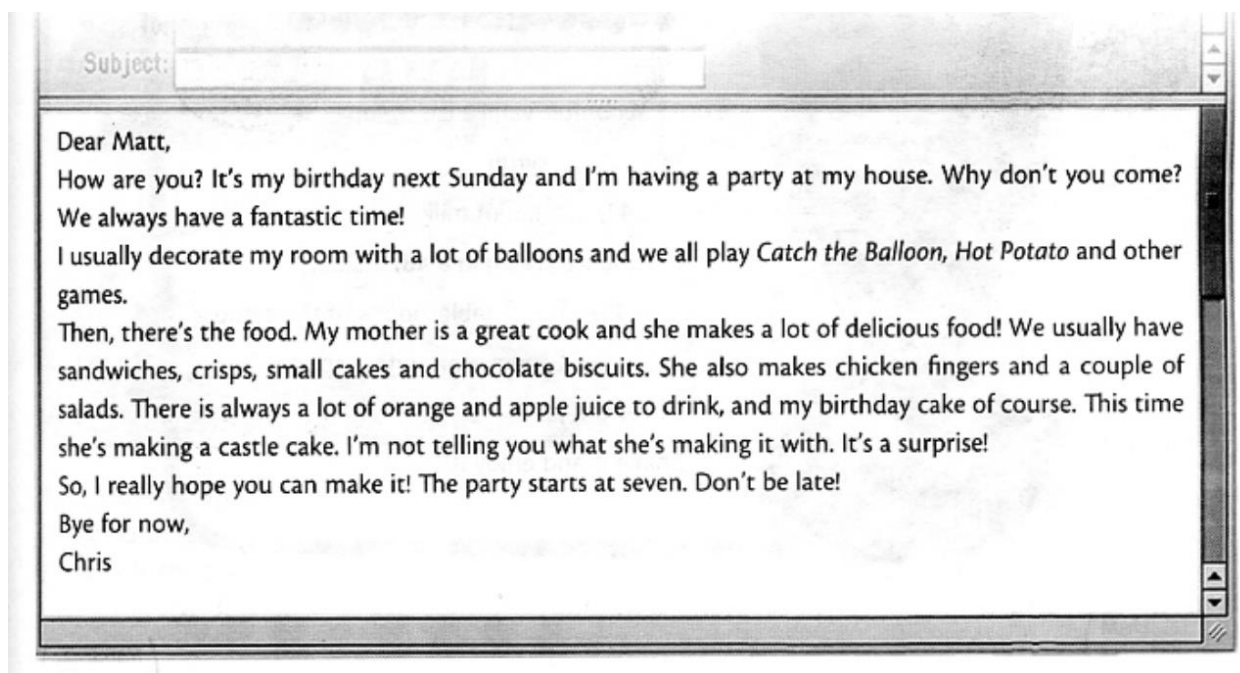 Subject:
Dear Matt,
How are you? It's my birthday next Sunday and I'm having a party at my house. Why don't you come?
We always have a fantastic time!
I usually decorate my room with a lot of balloons and we all play Catch the Balloon, Hot Potato and other
games.
Then, there's the food. My mother is a great cook and she makes a lot of delicious food! We usually have
sandwiches, crisps, small cakes and chocolate biscuits. She also makes chicken fingers and a couple of
salads. There is always a lot of orange and apple juice to drink, and my birthday cake of course. This time
she's making a castle cake. I'm not telling you what she's making it with. It's a surprise!
So, I really hope you can make it! The party starts at seven. Don't be late!
Bye for now,
Chris